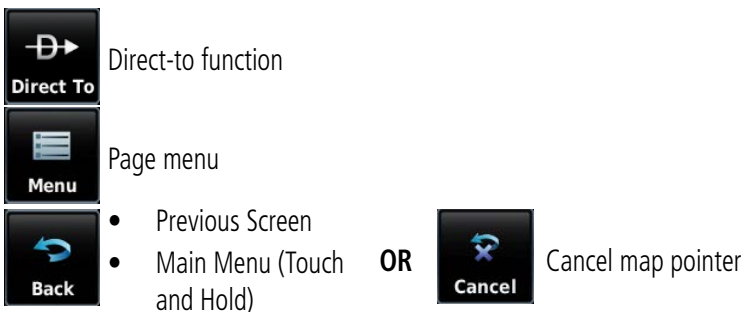 Direct To
Direct-to function
Menu
Page menu
Back
• Previous Screen
• Main Menu (Touch
and Hold)
OR
Cancel
Cancel map pointer